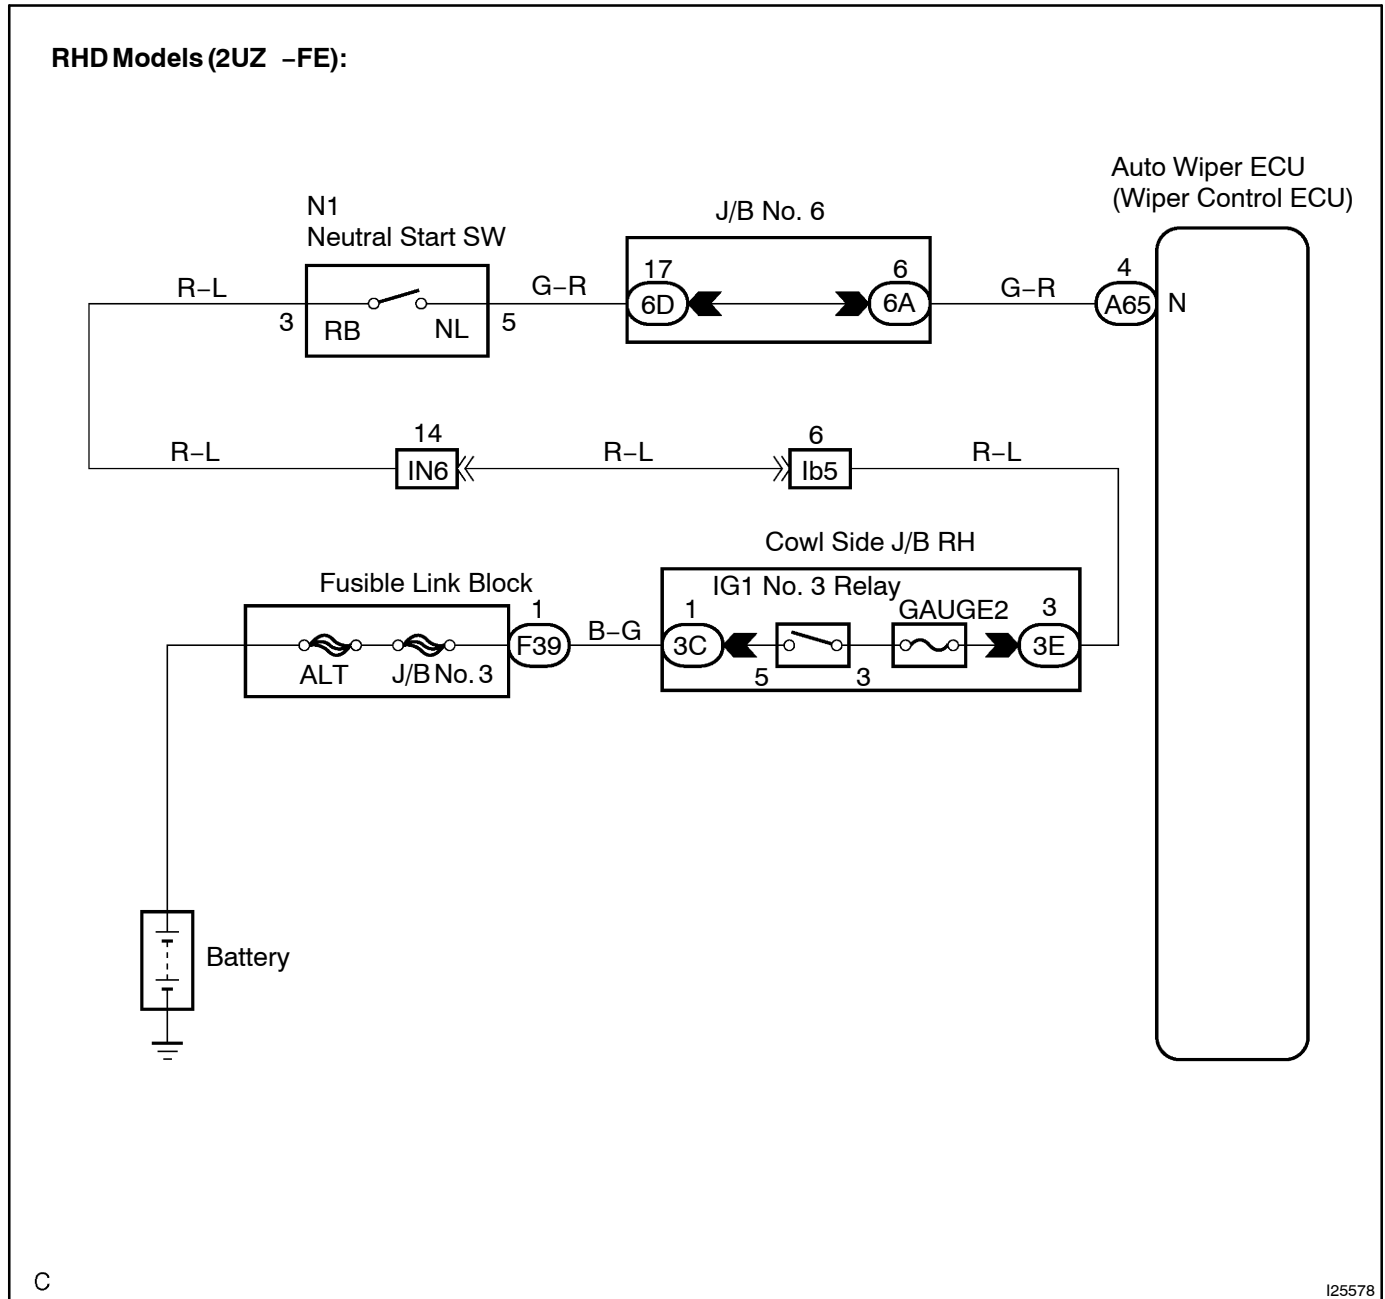 RHD Models (2UZ –FE):
Auto Wiper ECU
(Wiper Control ECU)
N1
Neutral Start SW
J/B No. 6
R–L
3
RB
NL
5
G–R
17
6D
6
6A
G–R
4
A65
N
R–L
14
IN6
R–L
6
Ib5
R–L
Cowl Side J/B RH
Fusible Link Block
ALT
J/B No. 3
1
F39
B–G
1
3C
IG1 No. 3 Relay
5
3
GAUGE2
3
3E
Battery
C
I25578